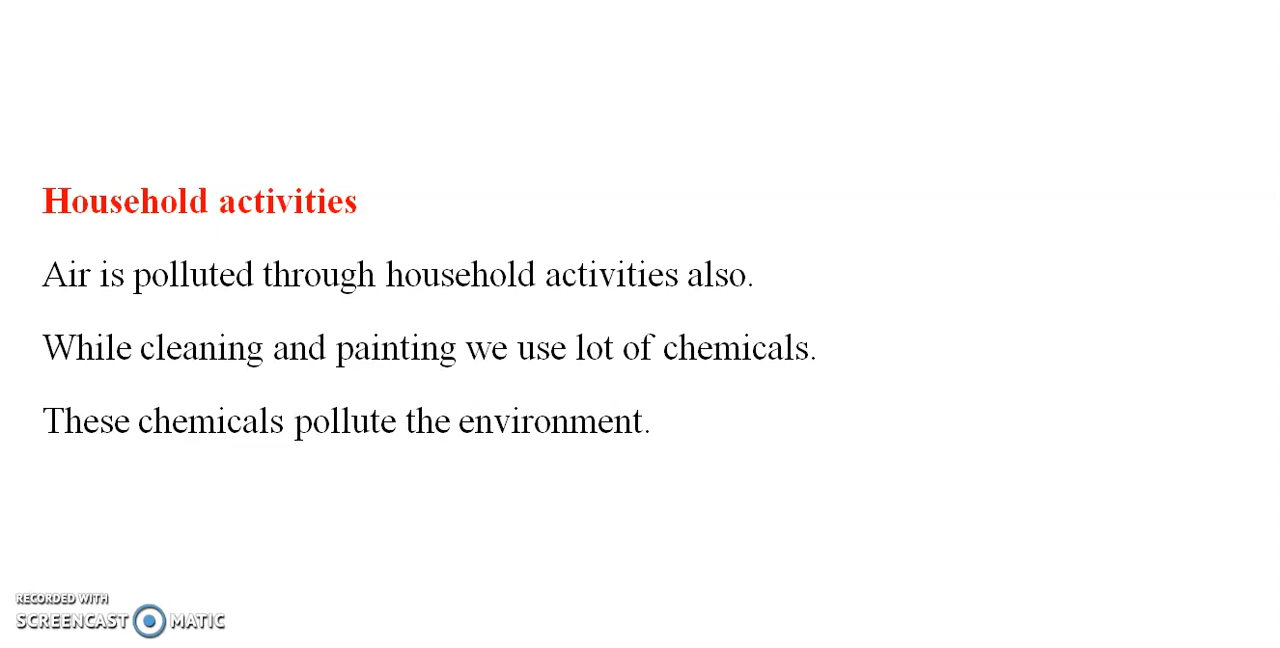 Household activities
Air is polluted through household activities also.
While cleaning and painting we use lot of chemicals.
These chemicals pollute the environment.
RECORDED WITH
SCREENCAST MATIC